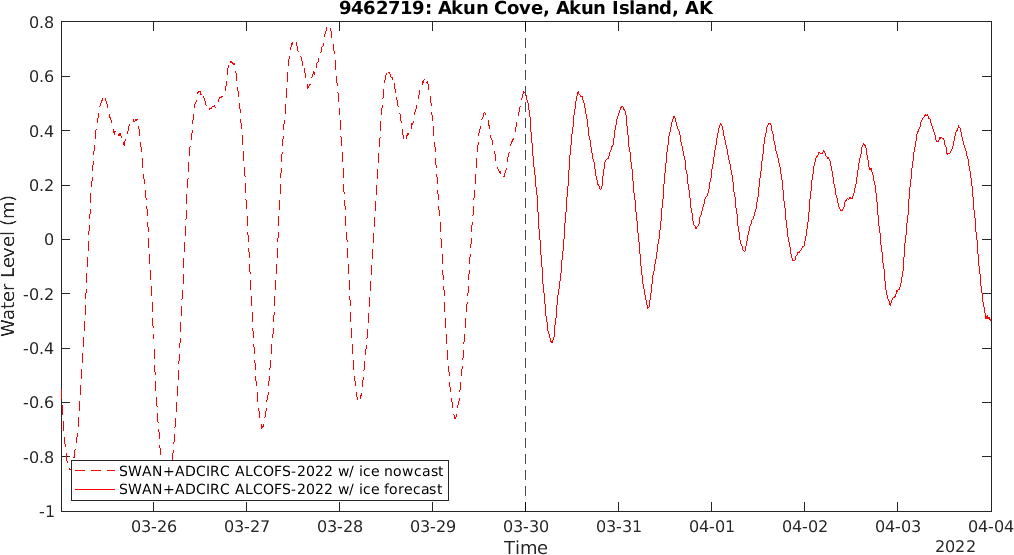 9462719: Akun Cove, Akun Island, AK
Water Level (m)
0.8
0.6
0.4
0.2
0
-0.2
-0.4
-0.6
-0.8
-1
SWAN+ADCIRC ALCOFS-2022 w/ ice nowcast
SWAN+ADCIRC ALCOFS-2022 w/ ice forecast
03-26 03-27 03-28 03-29 03-30 03-31 04-01 04-02 04-03 04-04
Time
2022